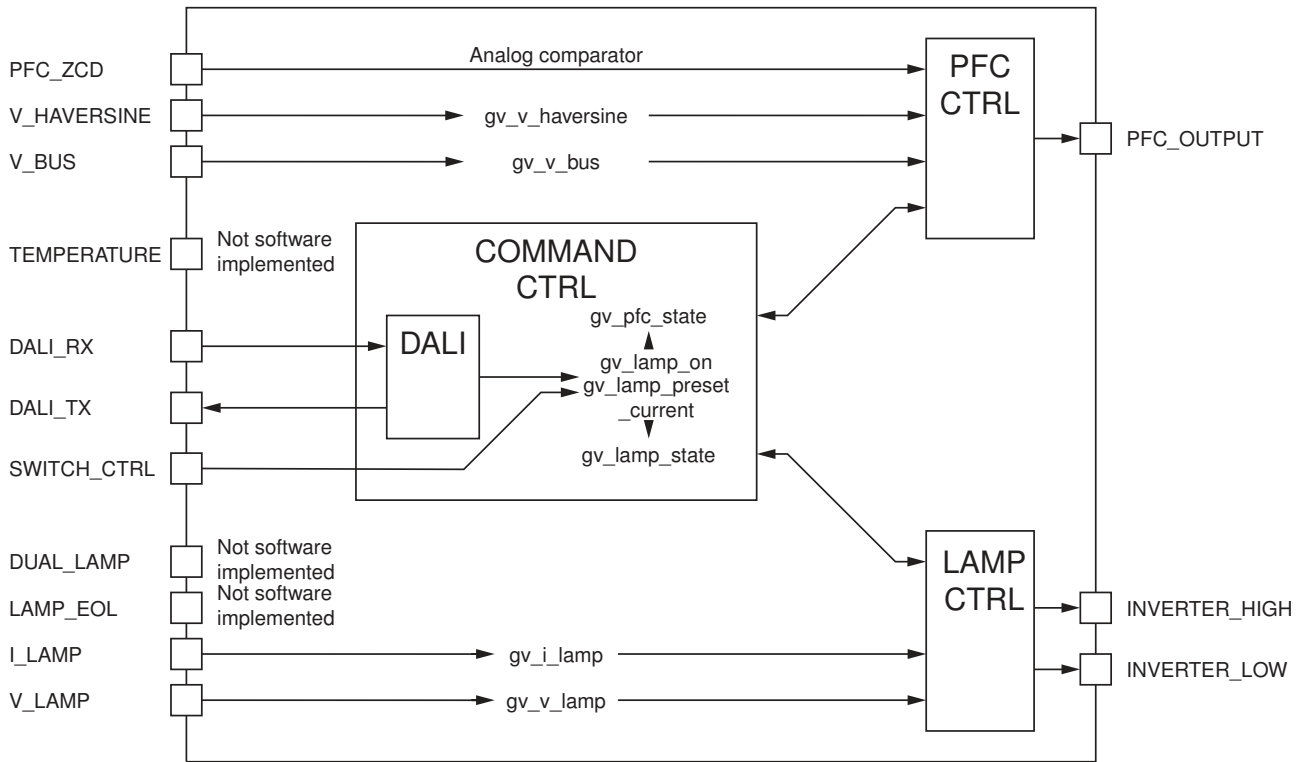 PFC_ZCD
Analog comparator
PFC
CTRL
V_HAVERSINE
gv_v_haversine
V_BUS
gv_v_bus
PFC_OUTPUT
TEMPERATURE
Not software
implemented
COMMAND
CTRL
gv_pfc_state
DALI_RX
DALI
gv_lamp_on
gv_lamp_preset
_current
gv_lamp_state
DALI_TX
SWITCH_CTRL
DUAL_LAMP
Not software
implemented
LAMP_EOL
Not software
implemented
LAMP
CTRL
INVERTER_HIGH
I_LAMP
gv_i_lamp
INVERTER_LOW
V_LAMP
gv_v_lamp